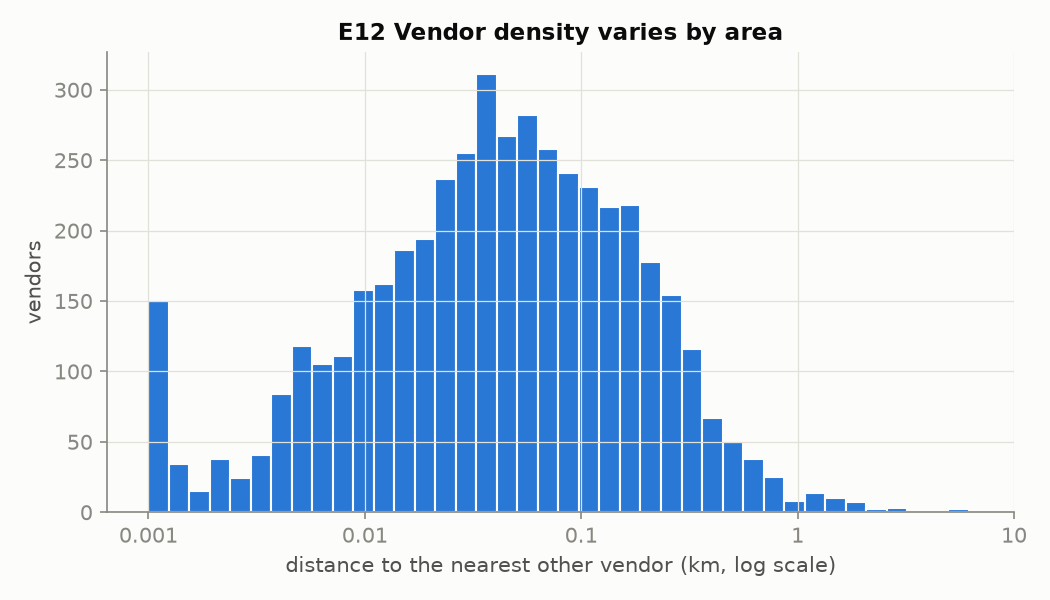 E12 Vendor density varies by area
vendors
300
250
200
150
100
50
0
0.001 0.01 0.1 1 10
distance to the nearest other vendor (km, log scale)